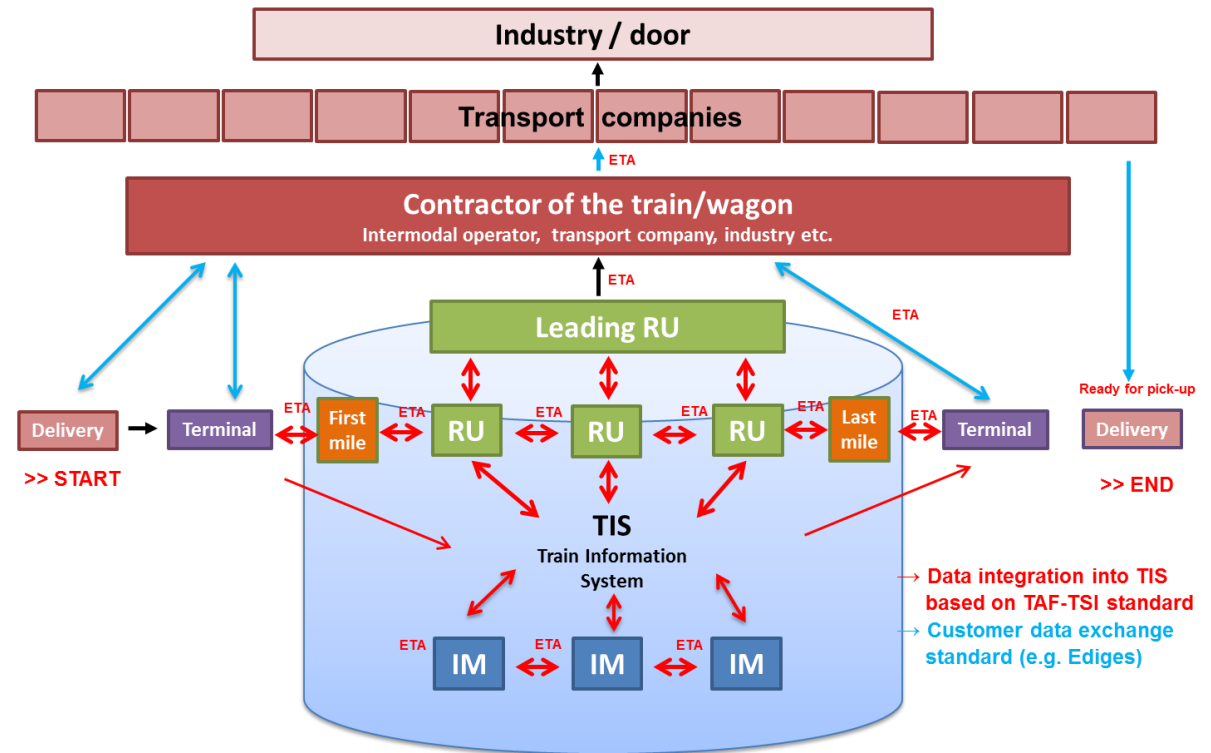 Industry / door
Transport companies
ETA
Contractor of the train/wagon
Intermodal operator, transport company, industry etc.
ETA
Leading RU
ETA
Ready for pick-up
Delivery
Terminal
ETA
First
mile
ETA
RU
ETA
RU
ETA
RU
ETA
Last
mile
ETA
Terminal
Delivery
>> START
>> END
TIS
Train Information
System
→ Data integration into TIS
based on TAF-TSI standard
→ Customer data exchange
standard (e.g. Ediges)
ETA
IM
ETA
IM
ETA
IM